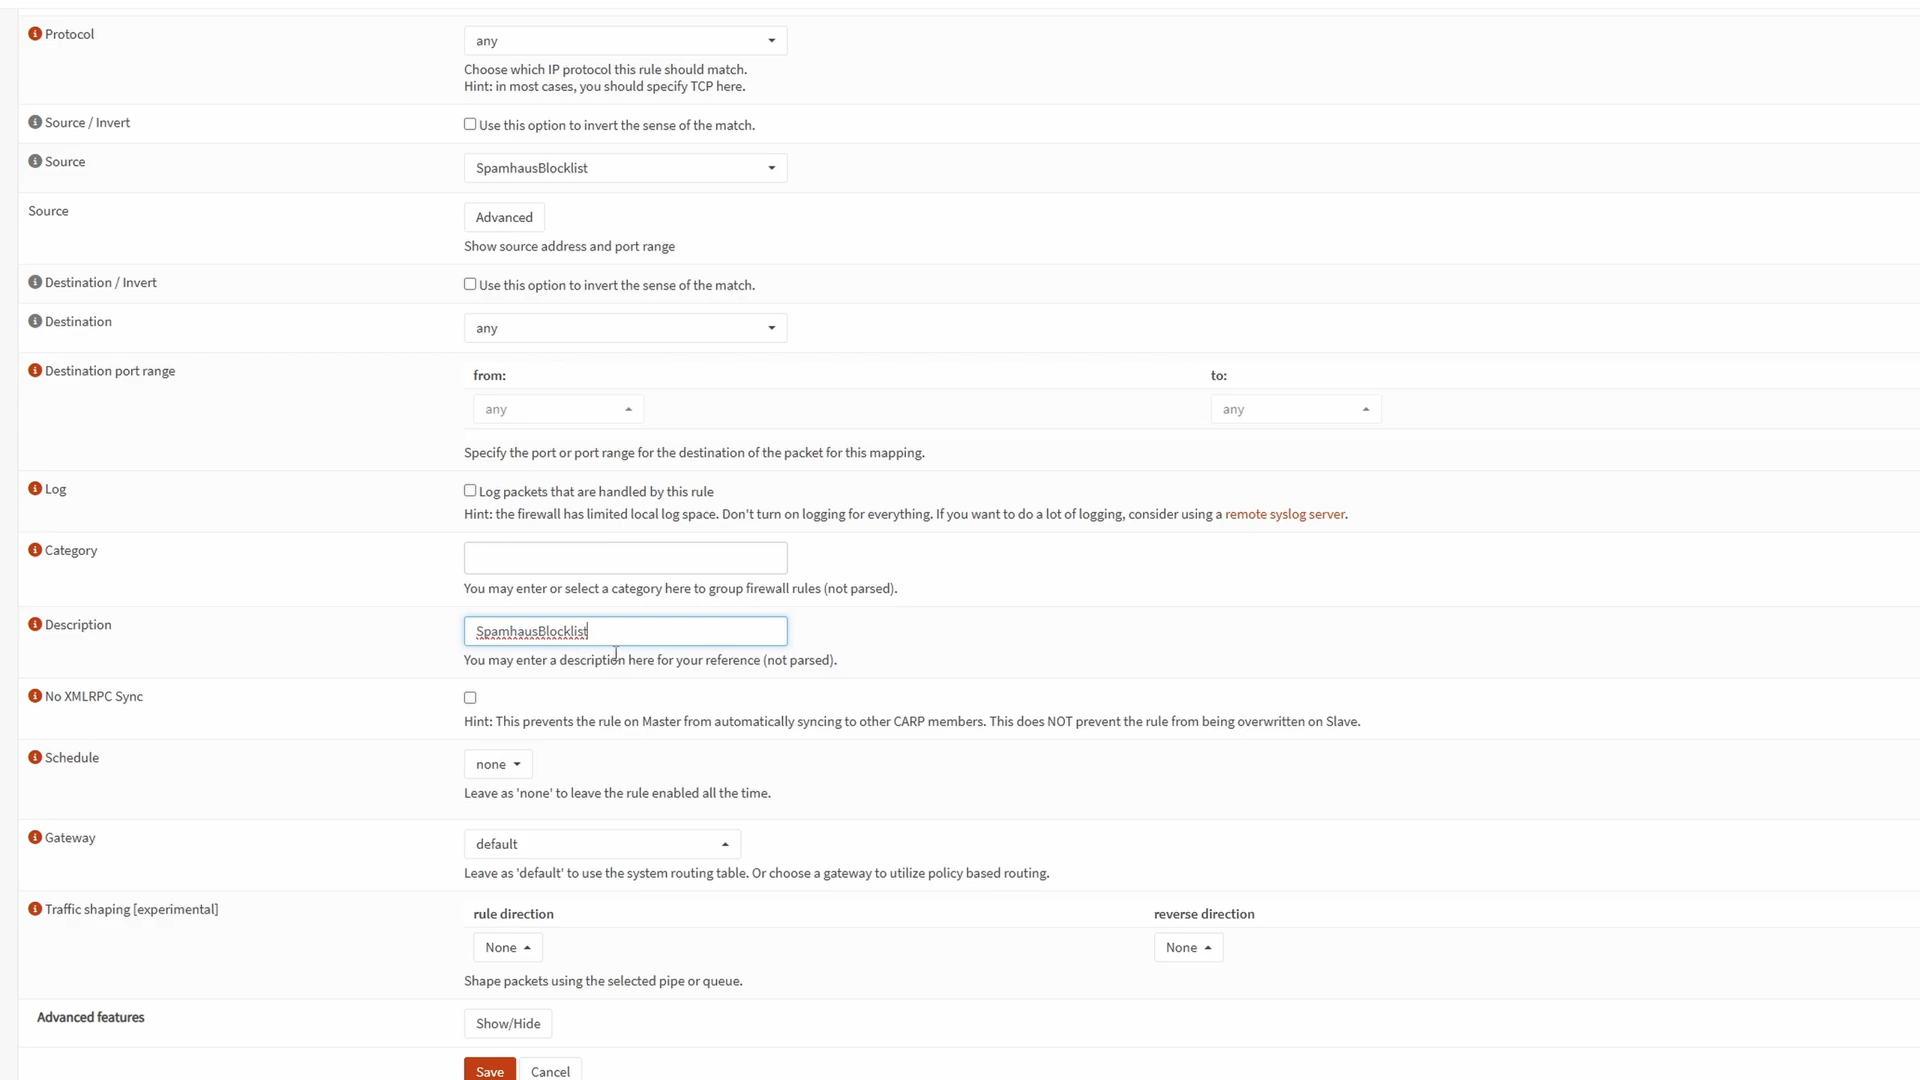 Protocol
any
Choose which IP protocol this rule should match.
Hint: in most cases, you should specify TCP here.
Source / Invert
Use this option to invert the sense of the match.
Source
SpamhausBlocklist
Source
Advanced
Show source address and port range
Destination / Invert
Use this option to invert the sense of the match.
Destination
any
Destination port range
from:
to:
any
any
Specify the port or port range for the destination of the packet for this mapping.
Log
Log packets that are handled by this rule
Hint: the firewall has limited local log space. Don't turn on logging for everything. If you want to do a lot of logging, consider using a remote syslog server.
Category
You may enter or select a category here to group firewall rules (not parsed).
Description
SpamhausBlocklist
You may enter a description here for your reference (not parsed).
No XMLRPC Sync
Hint: This prevents the rule on Master from automatically syncing to other CARP members. This does NOT prevent the rule from being overwritten on Slave.
Schedule
none
Leave as 'none' to leave the rule enabled all the time.
Gateway
default
Leave as 'default' to use the system routing table. Or choose a gateway to utilize policy based routing.
Traffic shaping [experimental]
rule direction
reverse direction
None
None
Shape packets using the selected pipe or queue.
Advanced features
Show/Hide
Save
Cancel